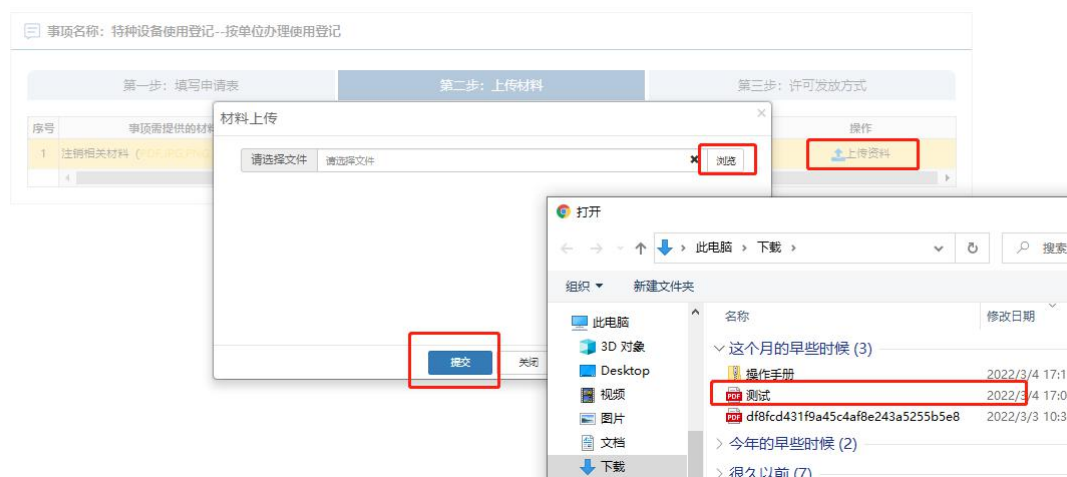 事项名称：特种设备使用登记--按单位办理使用登记
第一步：填写申请表
第二步：上传材料
第三步：许可发放方式
序号
事项需提供的材料
操作
1
注销相关材料（PDF,JPG,PNG
上传资料
材料上传
请选择文件
请选择文件
浏览
提交
关闭
打开
此电脑 › 下载 ›
搜索
组织
新建文件夹
此电脑
3D 对象
Desktop
视频
图片
文档
下载
名称
修改日期
这个月的早些时候 (3)
操作手册
2022/3/4 17:1
测试
2022/3/4 17:0
df8fcd431f9a45c4af8e243a5255b5e8
2022/3/3 10:3
今年的早些时候 (2)
很久以前 (7)